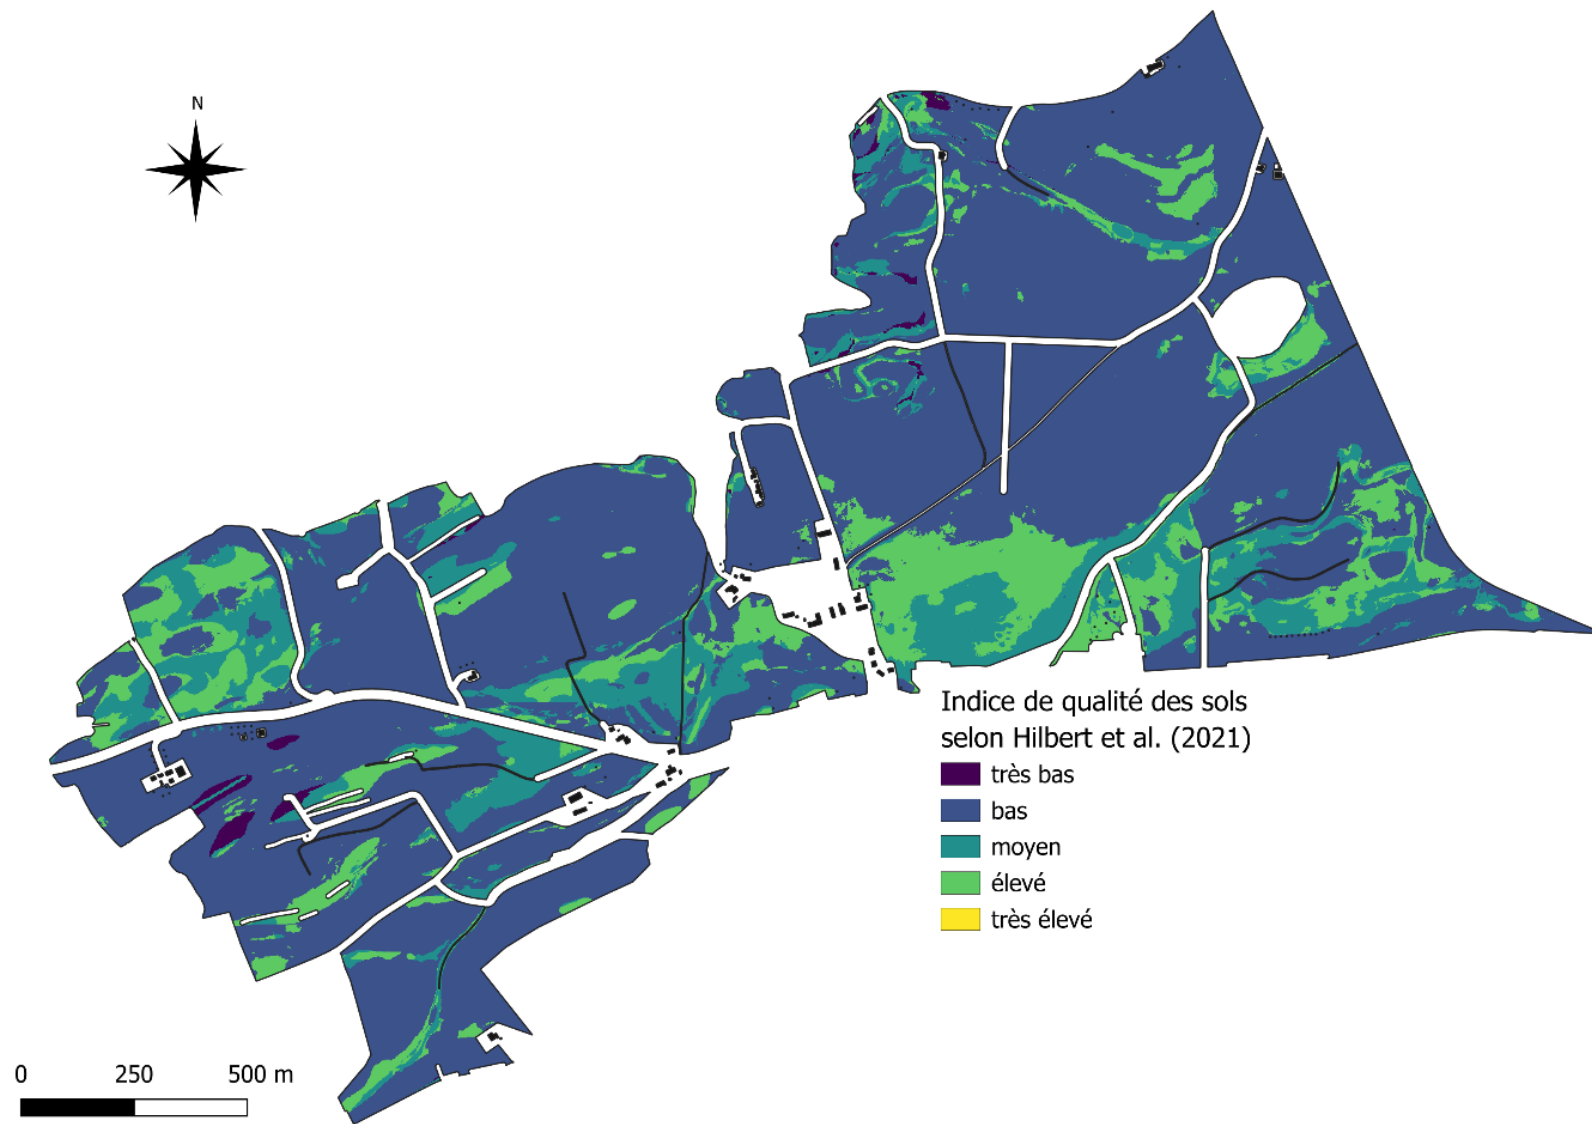 N
Indice de qualité des sols
selon Hilbert et al. (2021)
très bas
bas
moyen
élevé
très élevé
0 250 500 m